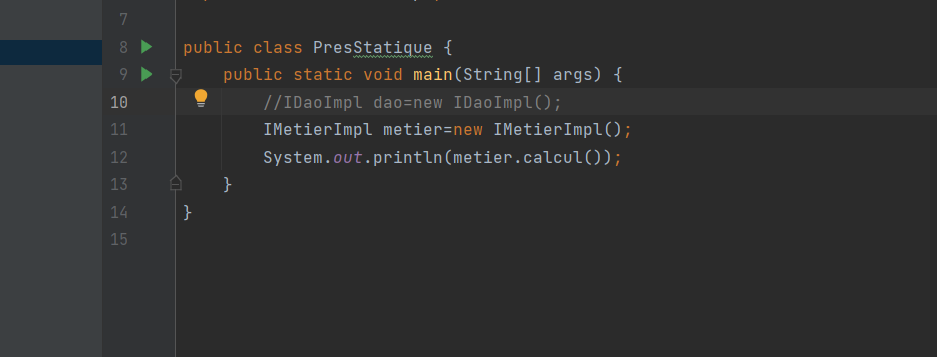 7
8 public class PresStatique {
9 public static void main(String[] args) {
10 //IDaoImpl dao=new IDaoImpl();
11 IMetierImpl metier=new IMetierImpl();
12 System.out.println(metier.calcul());
13 }
14 }
15